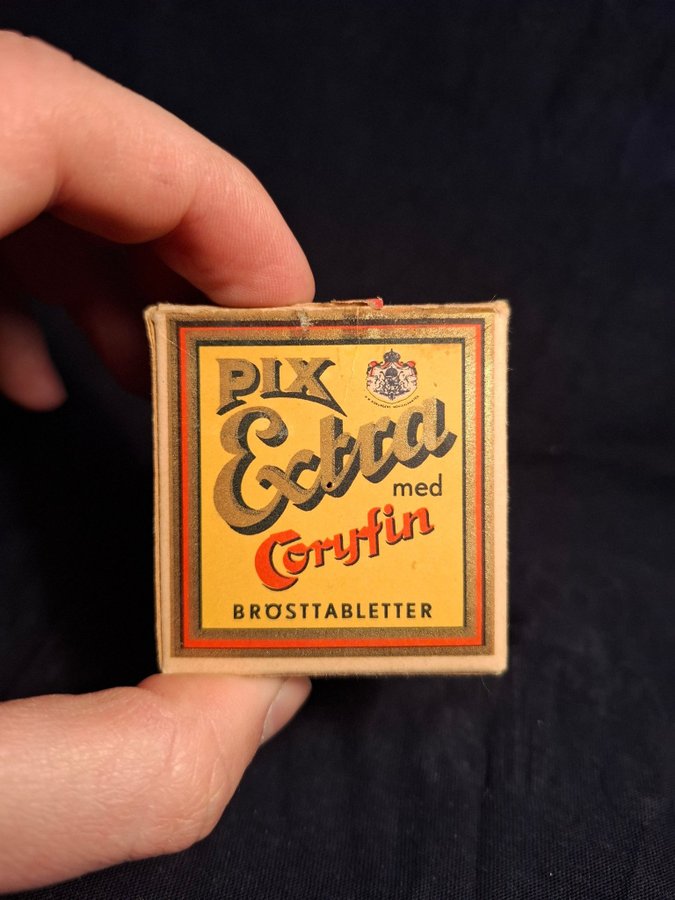 PIX
Extra
med
Coryfin
BRÖSTTABLETTER